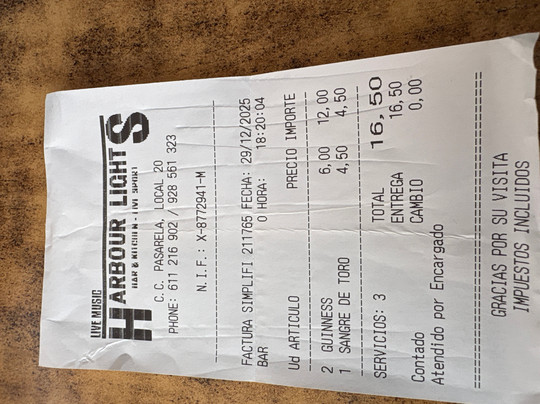 LIVE MUSIC
HARBOUR LIGHTS
BAR & KITCHEN - LIVE SPORT
C.C. PASARELA, LOCAL 20
PHONE: 611 216 902 / 928 561 323
N.I.F.: X-8772941-M
FACTURA SIMPLIFI 211765 FECHA: 29/12/2025
BAR 0 HORA: 18:20:04
Ud ARTICULO PRECIO IMPORTE
2 GUINNESS 6,00 12,00
1 SANGRE DE TORO 4,50 4,50
SERVICIOS: 3 TOTAL 16,50
ENTREGA 16,50
Contado CAMBIO 0,00
Atendido por Encargado
GRACIAS POR SU VISITA
IMPUESTOS INCLUIDOS